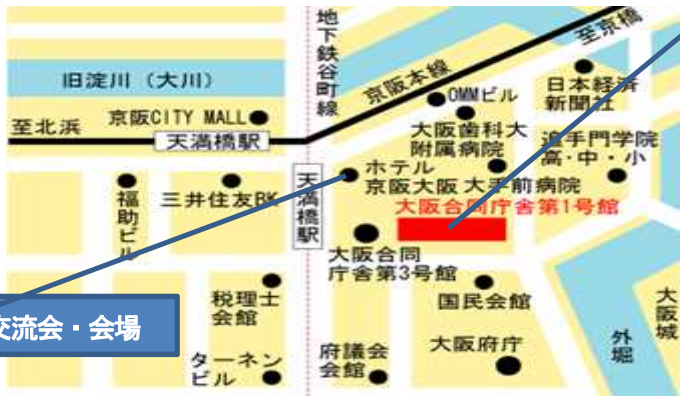 地下鉄谷町線
至京橋
旧淀川（大川）
京阪本線
OMMビル
日本経済
新聞社
至北浜
京阪CITY MALL
天満橋駅
大阪歯科大
附属病院
追手門学院
高・中・小
ホテル
京阪大阪
大手前病院
天満橋駅
福助ビル
三井住友BK
大阪合同庁舎第1号館
大阪合同
庁舎第3号館
税理士
会館
国民会館
大阪城
外堀
交流会・会場
ターネン
ビル
府議会
会館
大阪府庁